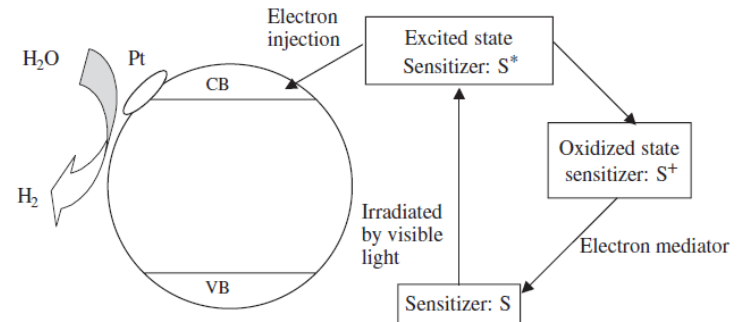 Electron
injection
H₂O
Pt
CB
Excited state
Sensitizer: S*
Oxidized state
sensitizer: S⁺
H₂
Irradiated
by visible
light
Electron mediator
VB
Sensitizer: S